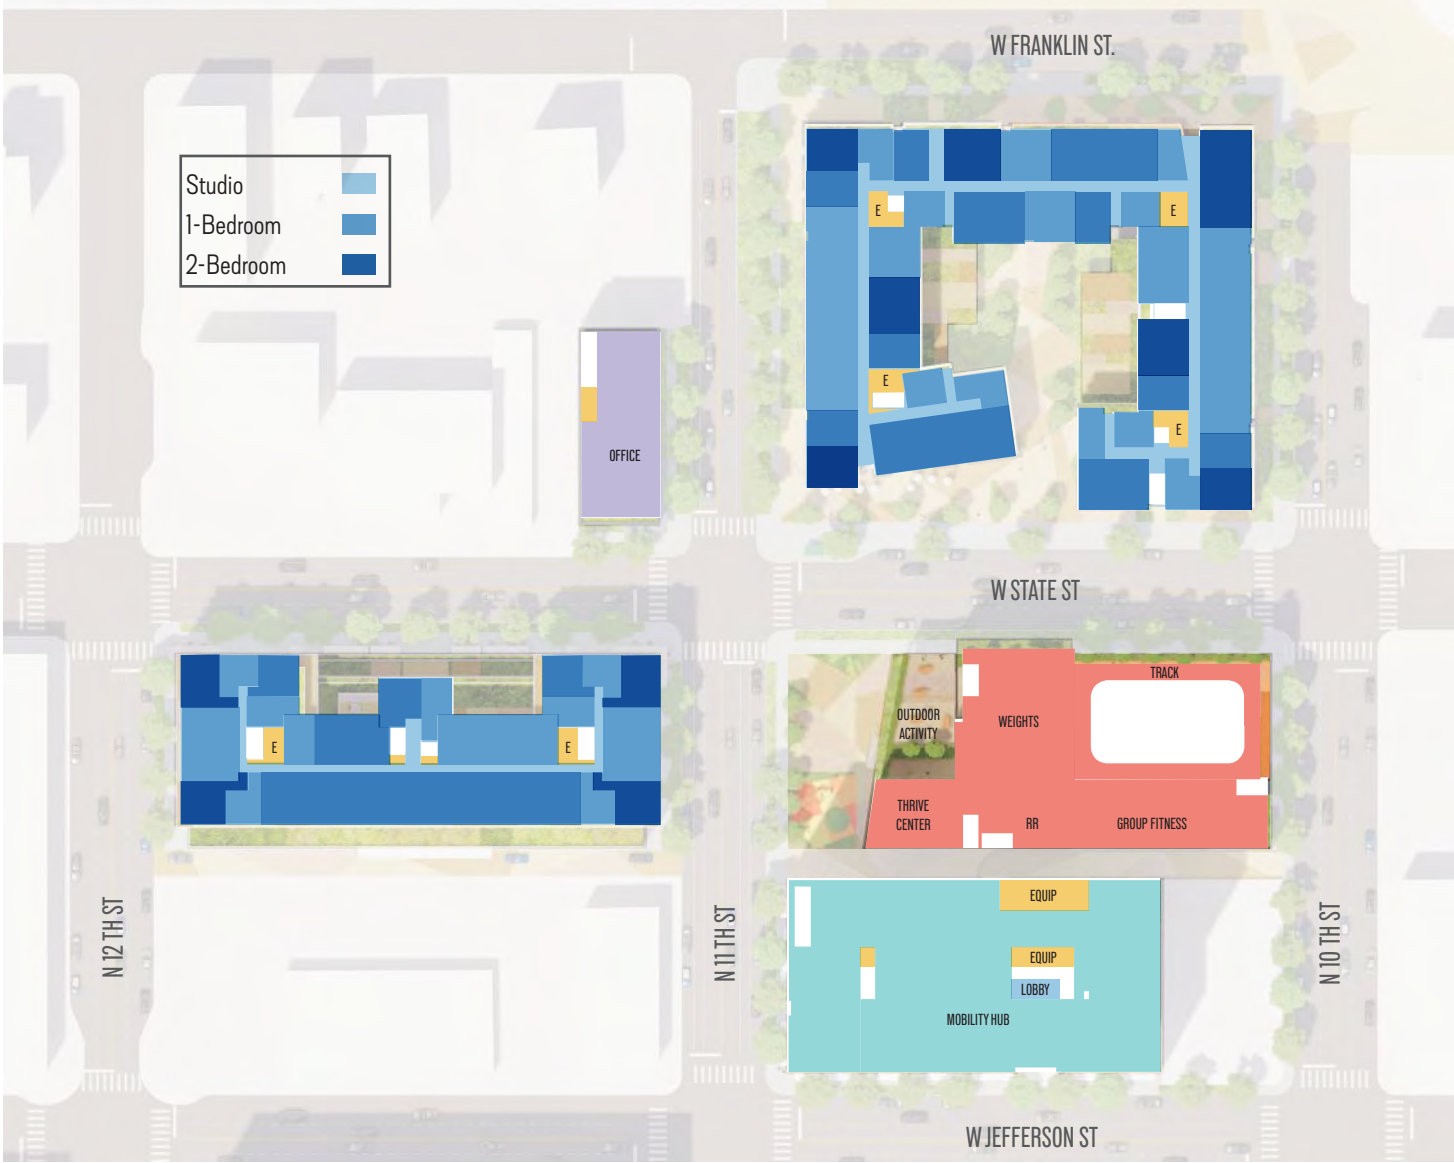 W FRANKLIN ST.
Studio
1-Bedroom
2-Bedroom
E
E
E
E
OFFICE
W STATE ST
E
E
OUTDOOR
ACTIVITY
WEIGHTS
TRACK
THRIVE
CENTER
RR
GROUP FITNESS
N 12 TH ST
N 11 TH ST
N 10 TH ST
EQUIP
EQUIP
LOBBY
MOBILITY HUB
W JEFFERSON ST